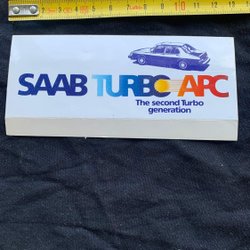 SAAB TURBO APC
The second Turbo
generation